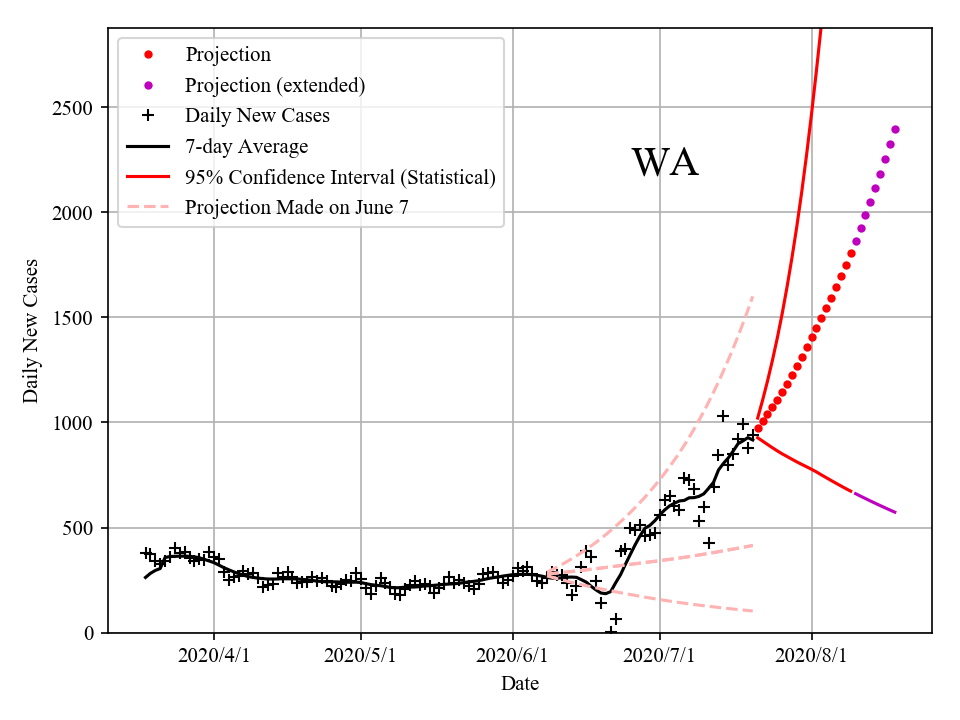 Projection
Projection (extended)
Daily New Cases
7-day Average
95% Confidence Interval (Statistical)
Projection Made on June 7
WA
2500
2000
1500
1000
500
0
Daily New Cases
2020/4/1
2020/5/1
2020/6/1
2020/7/1
2020/8/1
Date